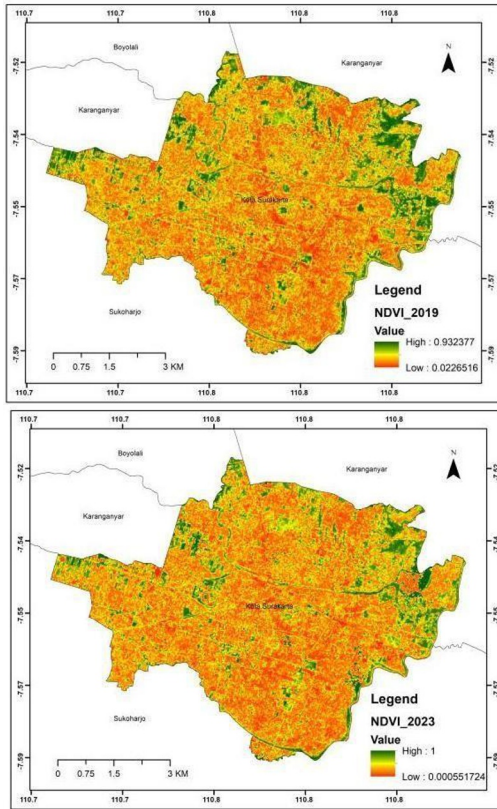 110.7 110.7 110.8 110.8 110.8
Boyolali
Karanganyar
N
-7.52 -7.52
Karanganyar
-7.54 -7.54
Kota Surakarta
-7.55 -7.55
-7.57 -7.57
Legend
NDVI_2019
Sukoharjo
Value
High : 0.932377
Low : 0.0226516
-7.59 -7.59
0 0.75 1.5 3 KM
110.7 110.7 110.8 110.8 110.8
110.7 110.7 110.8 110.8 110.8
Boyolali
Karanganyar
N
-7.52 -7.52
Karanganyar
-7.54 -7.54
Kota Surakarta
-7.55 -7.55
-7.57 -7.57
Legend
NDVI_2023
Sukoharjo
Value
High : 1
Low : 0.000551724
-7.59 -7.59
0 0.75 1.5 3 KM
110.7 110.7 110.8 110.8 110.8